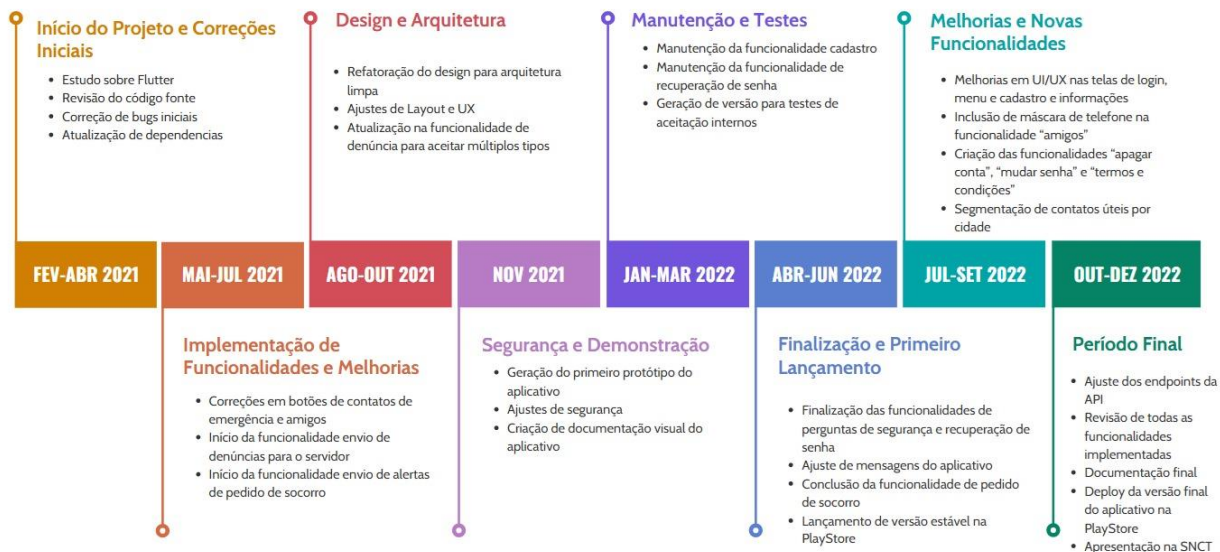 Início do Projeto e Correções
Iniciais
• Estudo sobre Flutter
• Revisão do código fonte
• Correção de bugs iniciais
• Atualização de dependencias
Design e Arquitetura
• Refatoração do design para arquitetura
limpa
• Ajustes de Layout e UX
• Atualização na funcionalidade de
denúncia para aceitar múltiplos tipos
Manutenção e Testes
• Manutenção da funcionalidade cadastro
• Manutenção da funcionalidade de
recuperação de senha
• Geração de versão para testes de
aceitação internos
Melhorias e Novas
Funcionalidades
• Melhorias em UI/UX nas telas de login,
menu e cadastro e informações
• Inclusão de máscara de telefone na
funcionalidade “amigos”
• Criação das funcionalidades “apagar
conta”, “mudar senha” e “termos e
condições”
• Segmentação de contatos úteis por
cidade
FEV-ABR 2021
MAI-JUL 2021
AGO-OUT 2021
NOV 2021
JAN-MAR 2022
ABR-JUN 2022
JUL-SET 2022
OUT-DEZ 2022
Implementação de
Funcionalidades e Melhorias
• Correções em botões de contatos de
emergência e amigos
• Início da funcionalidade envio de
denúncias para o servidor
• Início da funcionalidade envio de alertas
de pedido de socorro
Segurança e Demonstração
• Geração do primeiro protótipo do
aplicativo
• Ajustes de segurança
• Criação de documentação visual do
aplicativo
Finalização e Primeiro
Lançamento
• Finalização das funcionalidades de
perguntas de segurança e recuperação de
senha
• Ajuste de mensagens do aplicativo
• Conclusão da funcionalidade de pedido
de socorro
• Lançamento de versão estável na
PlayStore
Período Final
• Ajuste dos endpoints da
API
• Revisão de todas as
funcionalidades
implementadas
• Documentação final
• Deploy da versão final
do aplicativo na
PlayStore
• Apresentação na SNCT